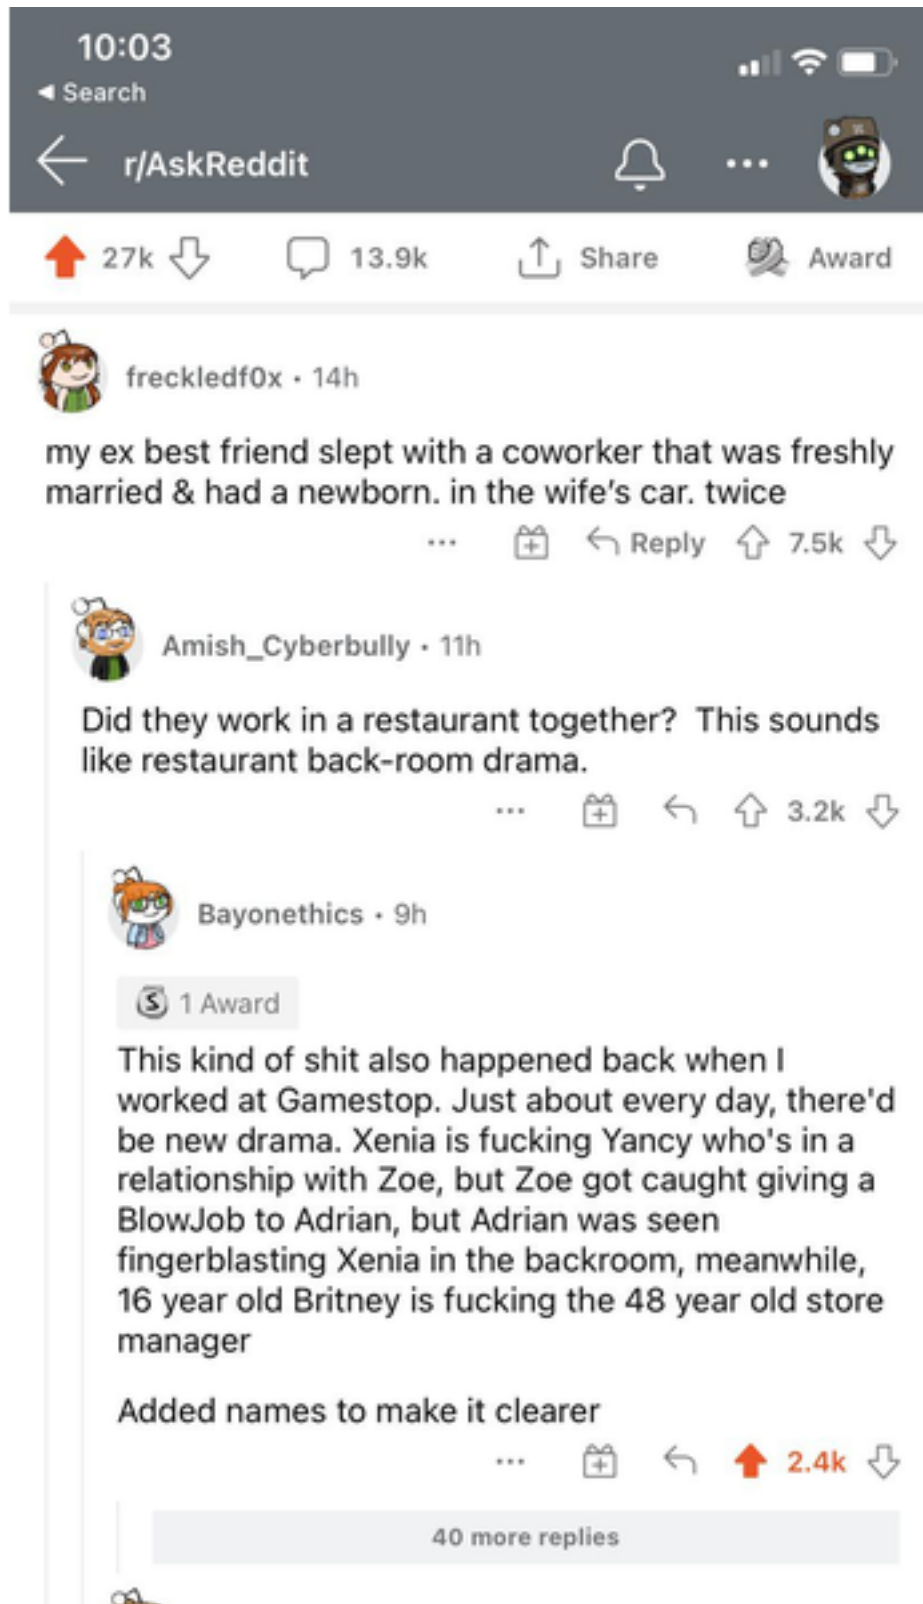 10:03
◄ Search
r/AskReddit
27k 13.9k Share Award
freckledf0x • 14h
my ex best friend slept with a coworker that was freshly
married & had a newborn. in the wife's car. twice
... Reply 7.5k
Amish_Cyberbully • 11h
Did they work in a restaurant together? This sounds
like restaurant back-room drama.
... 3.2k
Bayonethics • 9h
S 1 Award
This kind of shit also happened back when I
worked at Gamestop. Just about every day, there'd
be new drama. Xenia is fucking Yancy who's in a
relationship with Zoe, but Zoe got caught giving a
BlowJob to Adrian, but Adrian was seen
fingerblasting Xenia in the backroom, meanwhile,
16 year old Britney is fucking the 48 year old store
manager
Added names to make it clearer
... 2.4k
40 more replies